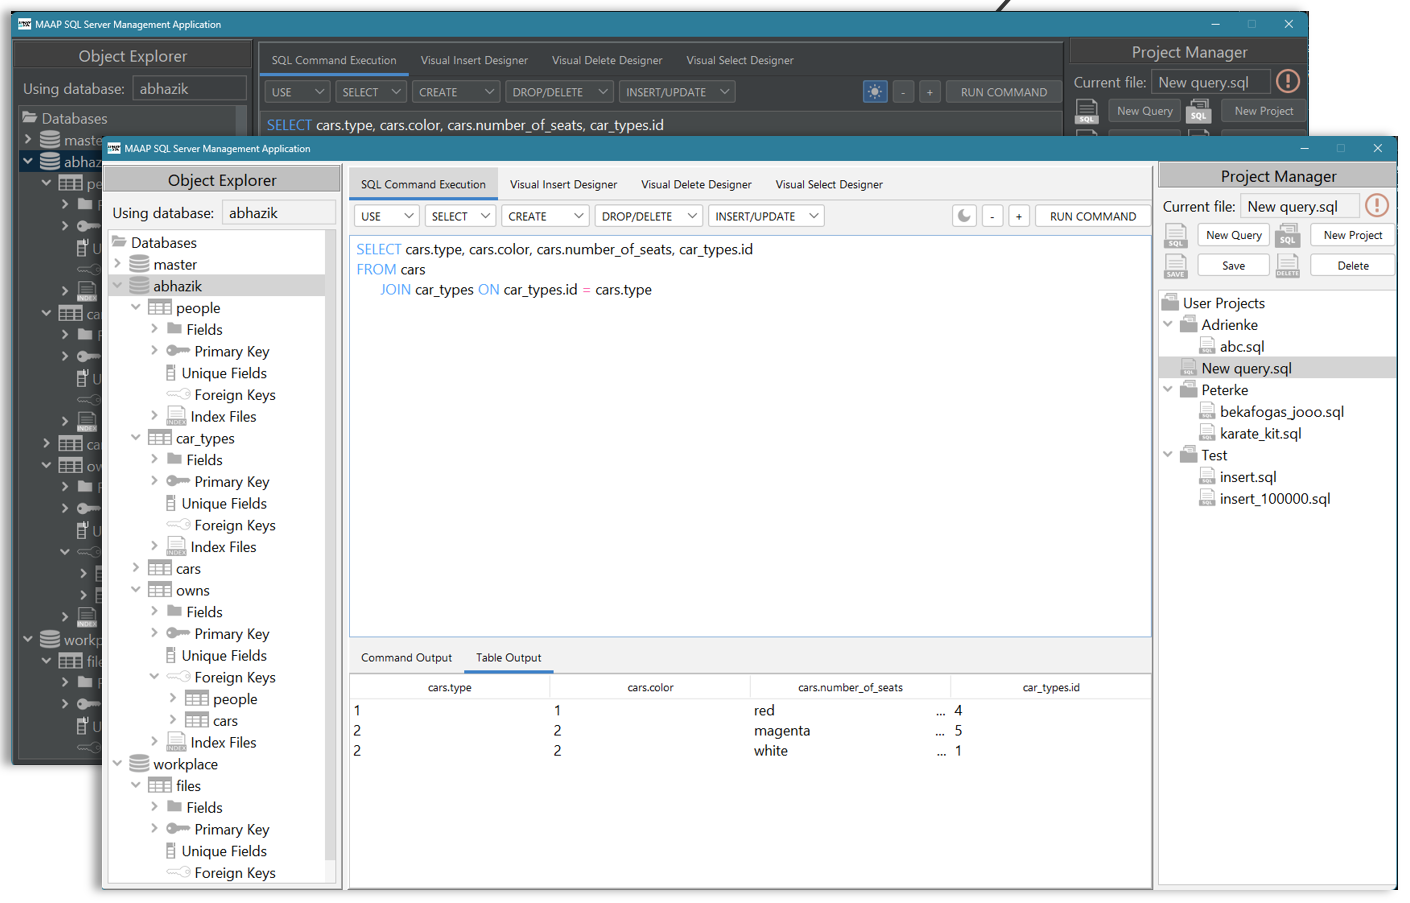 MAAP SQL Server Management Application
Object Explorer
Using database: abhazik
Databases
SQL Command Execution Visual Insert Designer Visual Delete Designer Visual Select Designer
USE SELECT CREATE DROP/DELETE INSERT/UPDATE - + RUN COMMAND
SELECT cars.type, cars.color, cars.number_of_seats, car_types.id
Project Manager
Current file: New query.sql
SQL New Query SQL New Project
MAAP SQL Server Management Application
Object Explorer
Using database: abhazik
Databases
master
abhazik
people
Fields
Primary Key
Unique Fields
Foreign Keys
Index Files
car_types
Fields
Primary Key
Unique Fields
Foreign Keys
Index Files
cars
owns
Fields
Primary Key
Unique Fields
Foreign Keys
people
cars
Index Files
workplace
files
Fields
Primary Key
Unique Fields
Foreign Keys
SQL Command Execution Visual Insert Designer Visual Delete Designer Visual Select Designer
USE SELECT CREATE DROP/DELETE INSERT/UPDATE - + RUN COMMAND
SELECT cars.type, cars.color, cars.number_of_seats, car_types.id
FROM cars
JOIN car_types ON car_types.id = cars.type
Command Output Table Output
cars.type cars.color cars.number_of_seats car_types.id
1 1 red ... 4
2 2 magenta ... 5
2 2 white ... 1
Project Manager
Current file: New query.sql
SQL New Query SQL New Project
SAVE Save DELETE Delete
User Projects
Adrienke
abc.sql
New query.sql
Peterke
bekafogas_jooo.sql
karate_kit.sql
Test
insert.sql
insert_100000.sql